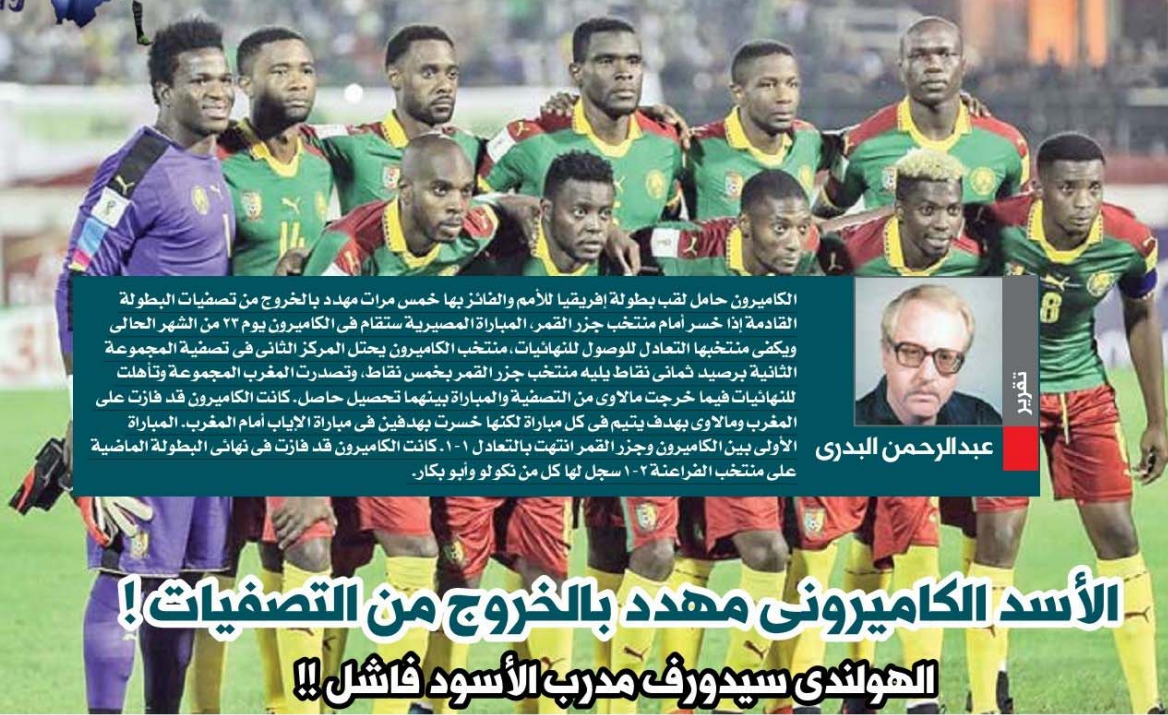 19
الكاميرون حامل لقب بطولة إفريقيا للأمم والفائز بها خمس مرات مهدد بالخروج من تصفيات البطولة
القادمة إذا خسر أمام منتخب جزر القمر، المباراة المصيرية ستقام فى الكاميرون يوم ٢٣ من الشهر الحالى
ويكفى منتخبها التعادل للوصول للنهائيات، منتخب الكاميرون يحتل المركز الثانى فى تصفية المجموعة
الثانية برصيد ثمانى نقاط يليه منتخب جزر القمر بخمس نقاط، وتصدرت المغرب المجموعة وتأهلت
للنهائيات فيما خرجت مالاوى من التصفية والمباراة بينهما تحصيل حاصل. كانت الكاميرون قد فازت على
المغرب ومالاوى بهدف يتيم فى كل مباراة لكنها خسرت بهدفين فى مباراة الإياب أمام المغرب. المباراة
الأولى بين الكاميرون وجزر القمر انتهت بالتعادل ١-١. كانت الكاميرون قد فازت فى نهائى البطولة الماضية
على منتخب الفراعنة ٢-١ سجل لها كل من نكولو وأبو بكار.
تقرير
عبدالرحمن البدرى
14
8
الأسد الكاميرونى مهدد بالخروج من التصفيات !
الهولندى سيدورف مدرب الأسود فاشل !!